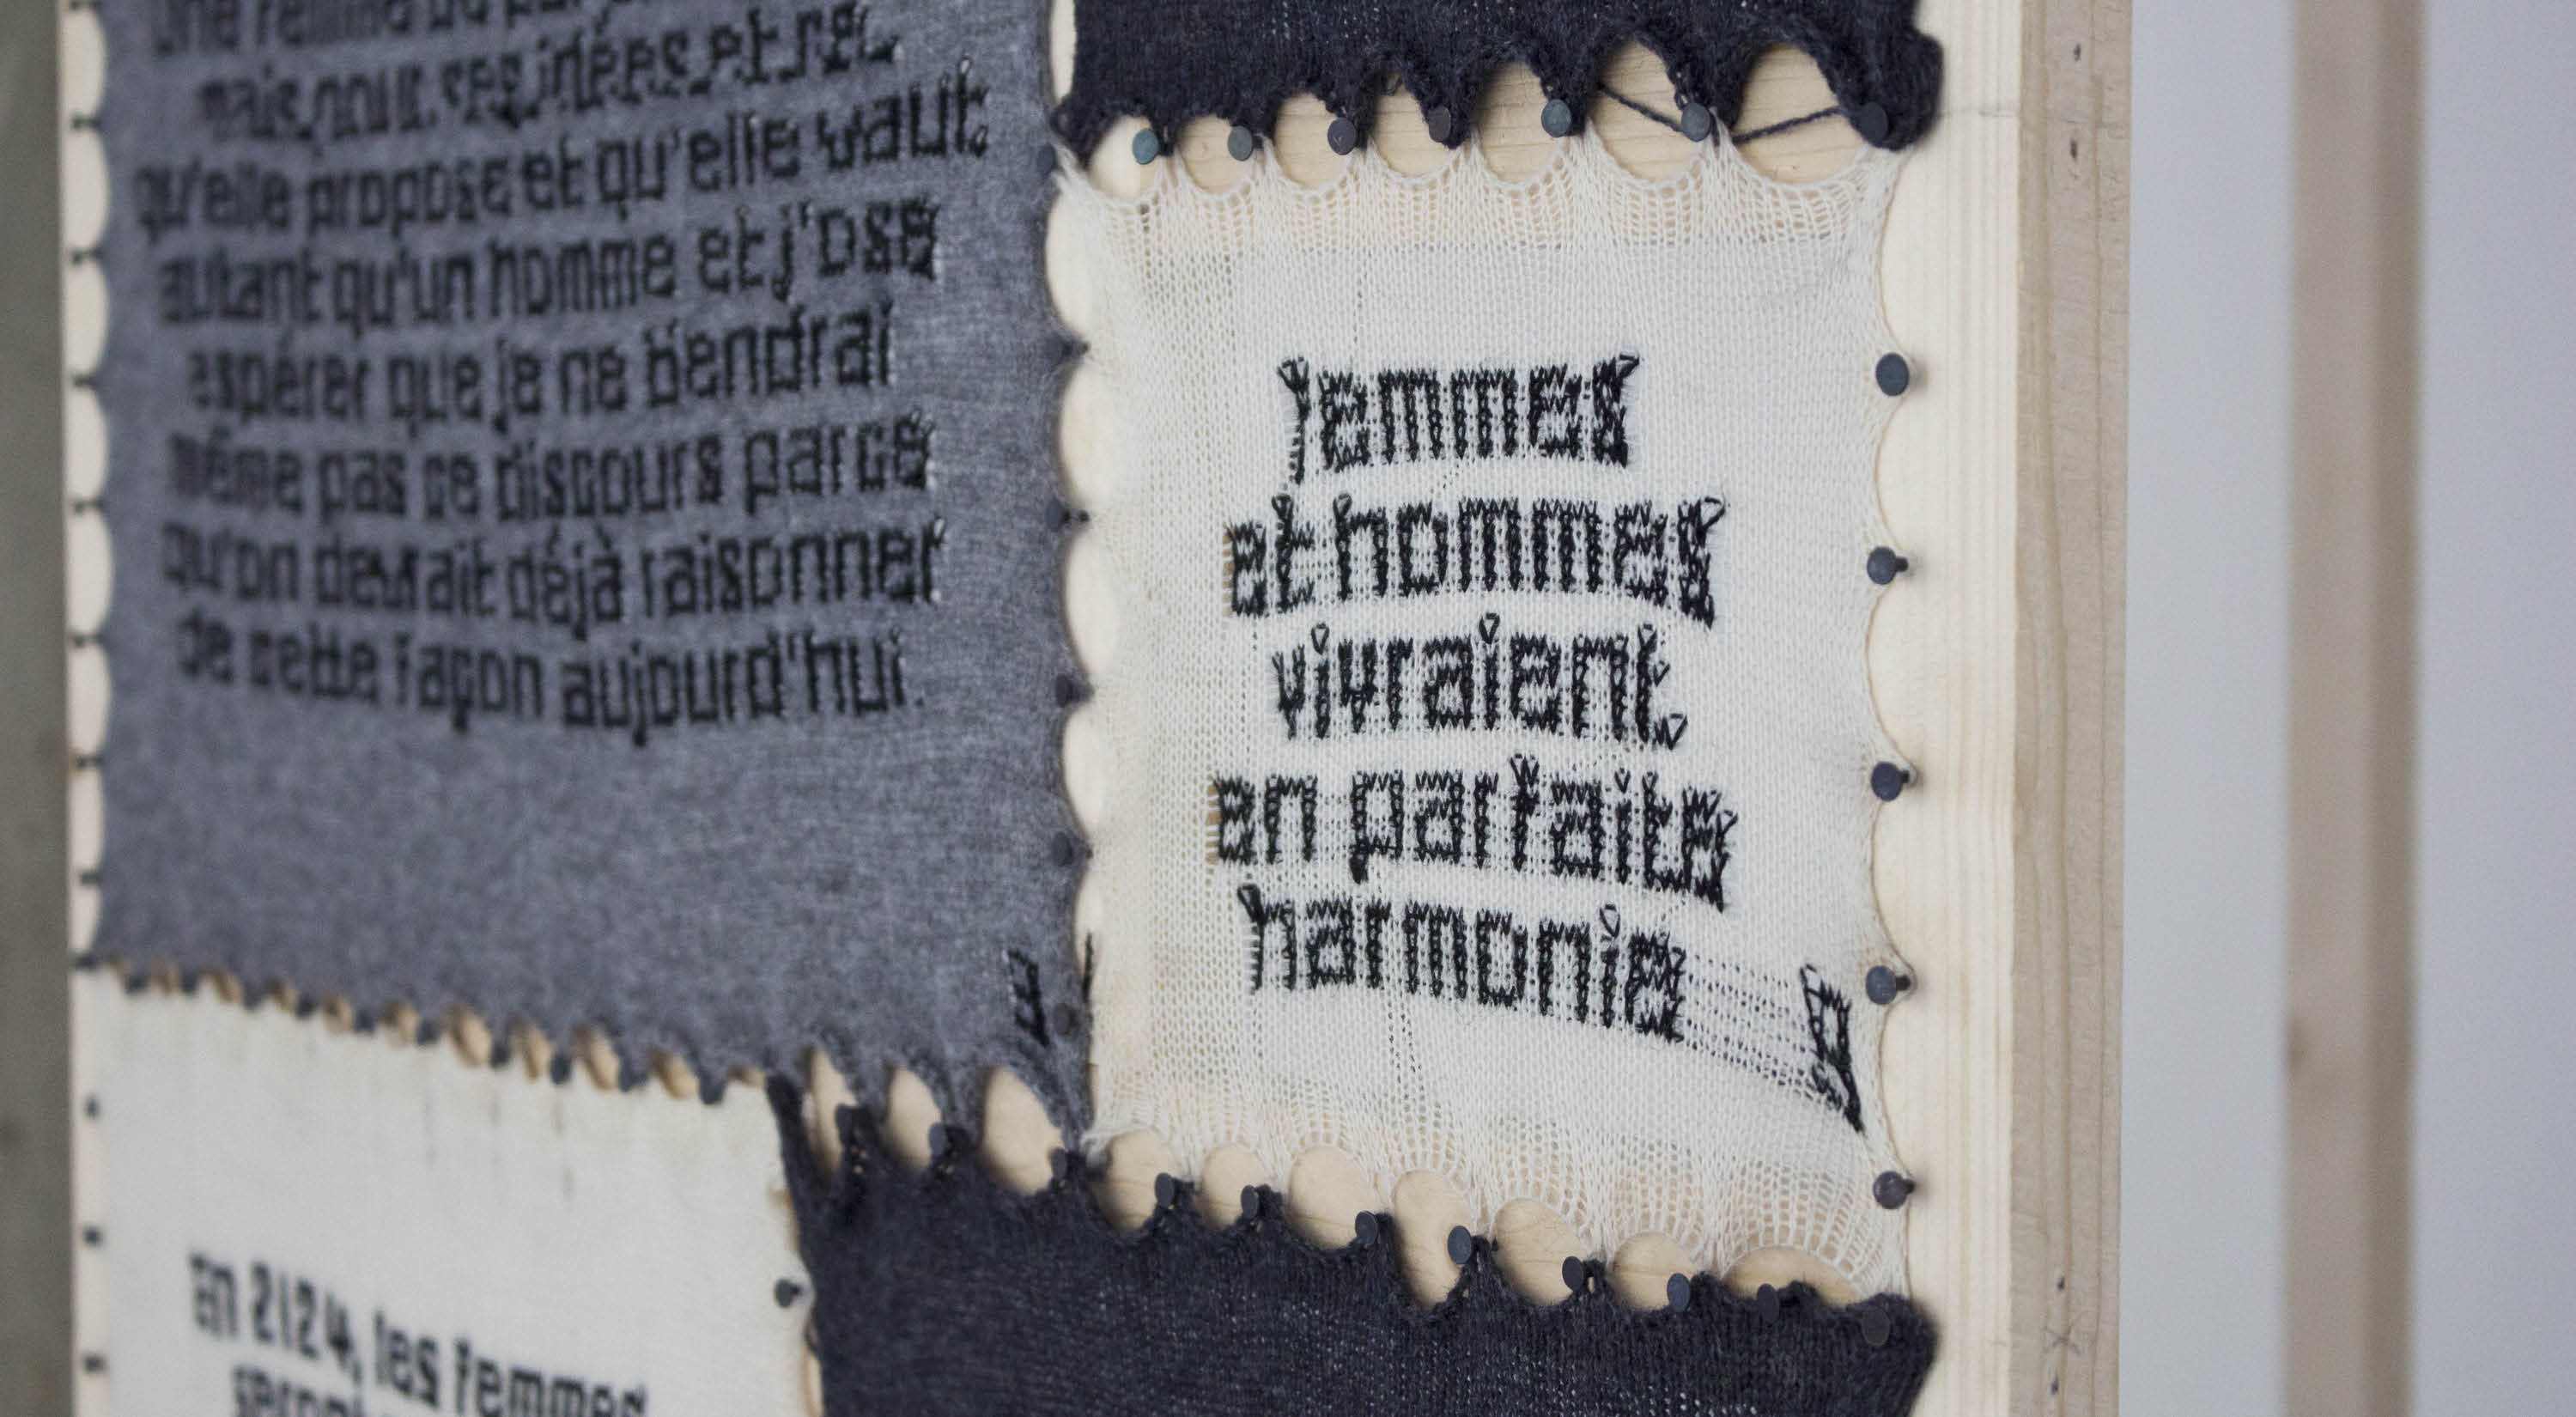 une femme
mais pour ses idées et
qu'elle propose et qu'elle vaut
autant qu'un homme et j'ose
espérer que je ne tiendrai
même pas ce discours parce
qu'on devrait déjà raisonner
de cette façon aujourd'hui.
femmes
et hommes
vivraient
en parfaite
harmonie
En 2124, les femmes